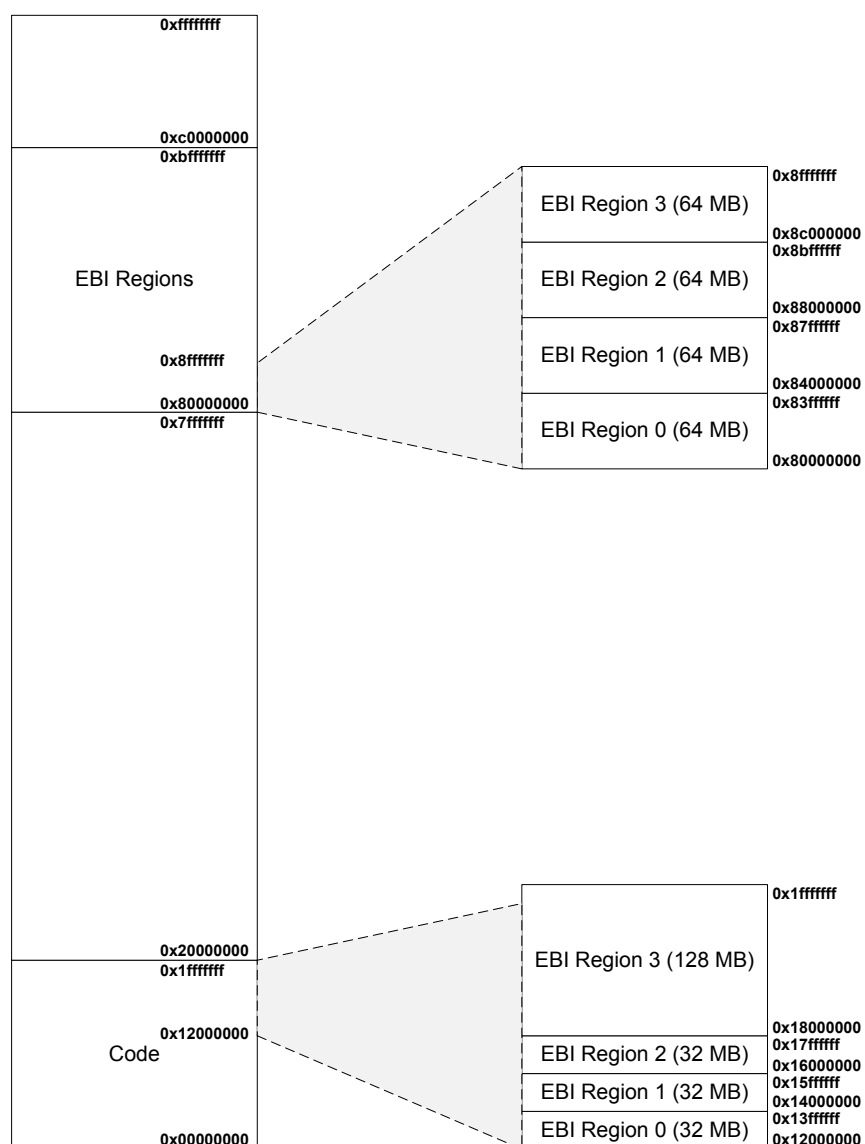 0xffffffff
0xc0000000
0xbfffffff
EBI Regions
0x8fffffff
0x80000000
0x7fffffff
0x20000000
0x1fffffff
0x12000000
Code
0x00000000
0x8fffffff
EBI Region 3 (64 MB)
0x8c000000
0x8bffffff
EBI Region 2 (64 MB)
0x88000000
0x87ffffff
EBI Region 1 (64 MB)
0x84000000
0x83ffffff
EBI Region 0 (64 MB)
0x80000000
0x1fffffff
EBI Region 3 (128 MB)
0x18000000
0x17ffffff
EBI Region 2 (32 MB)
0x16000000
0x15ffffff
EBI Region 1 (32 MB)
0x14000000
0x13ffffff
EBI Region 0 (32 MB)
0x12000000